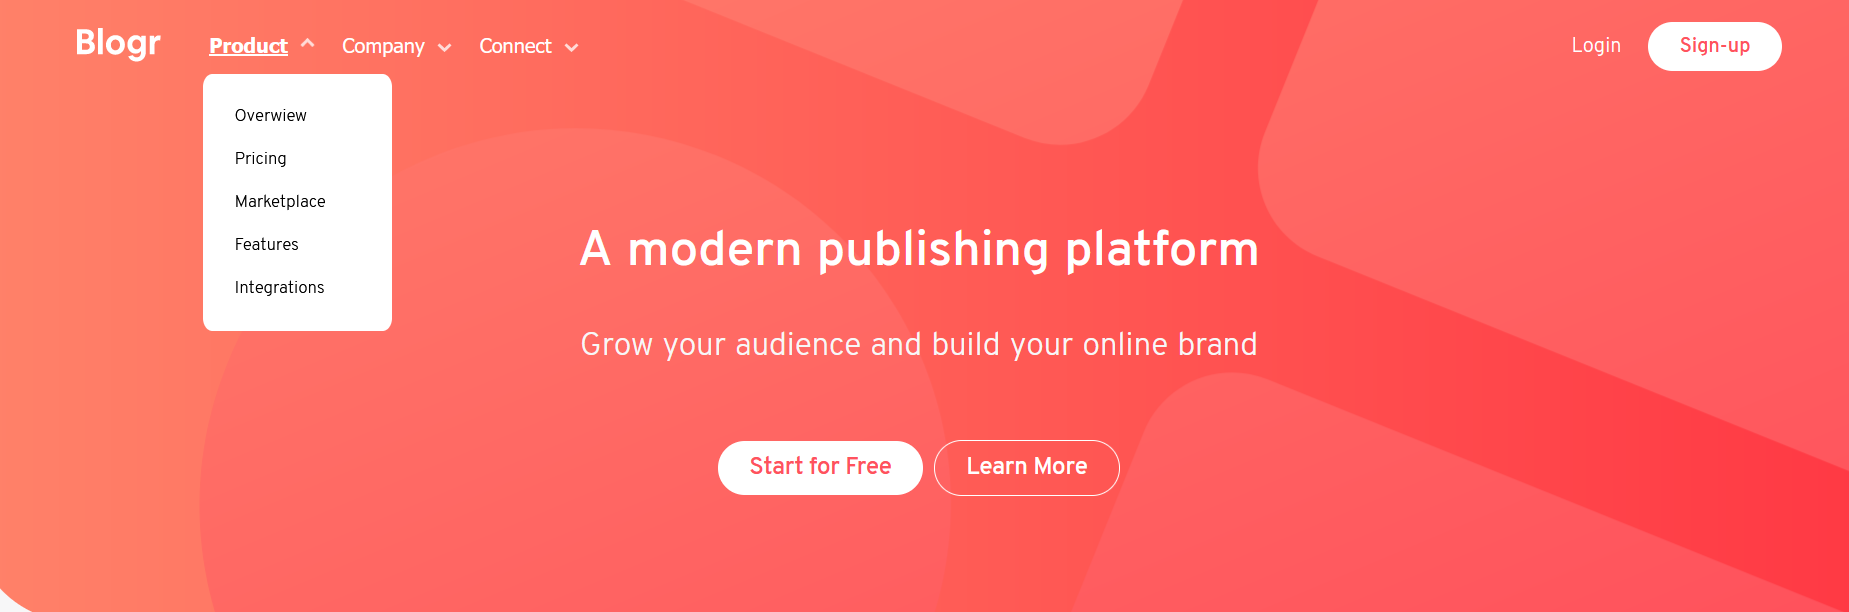 Blogr Product Company Connect Login Sign-up
Overwiew
Pricing
Marketplace
Features
Integrations
A modern publishing platform
Grow your audience and build your online brand
Start for Free Learn More